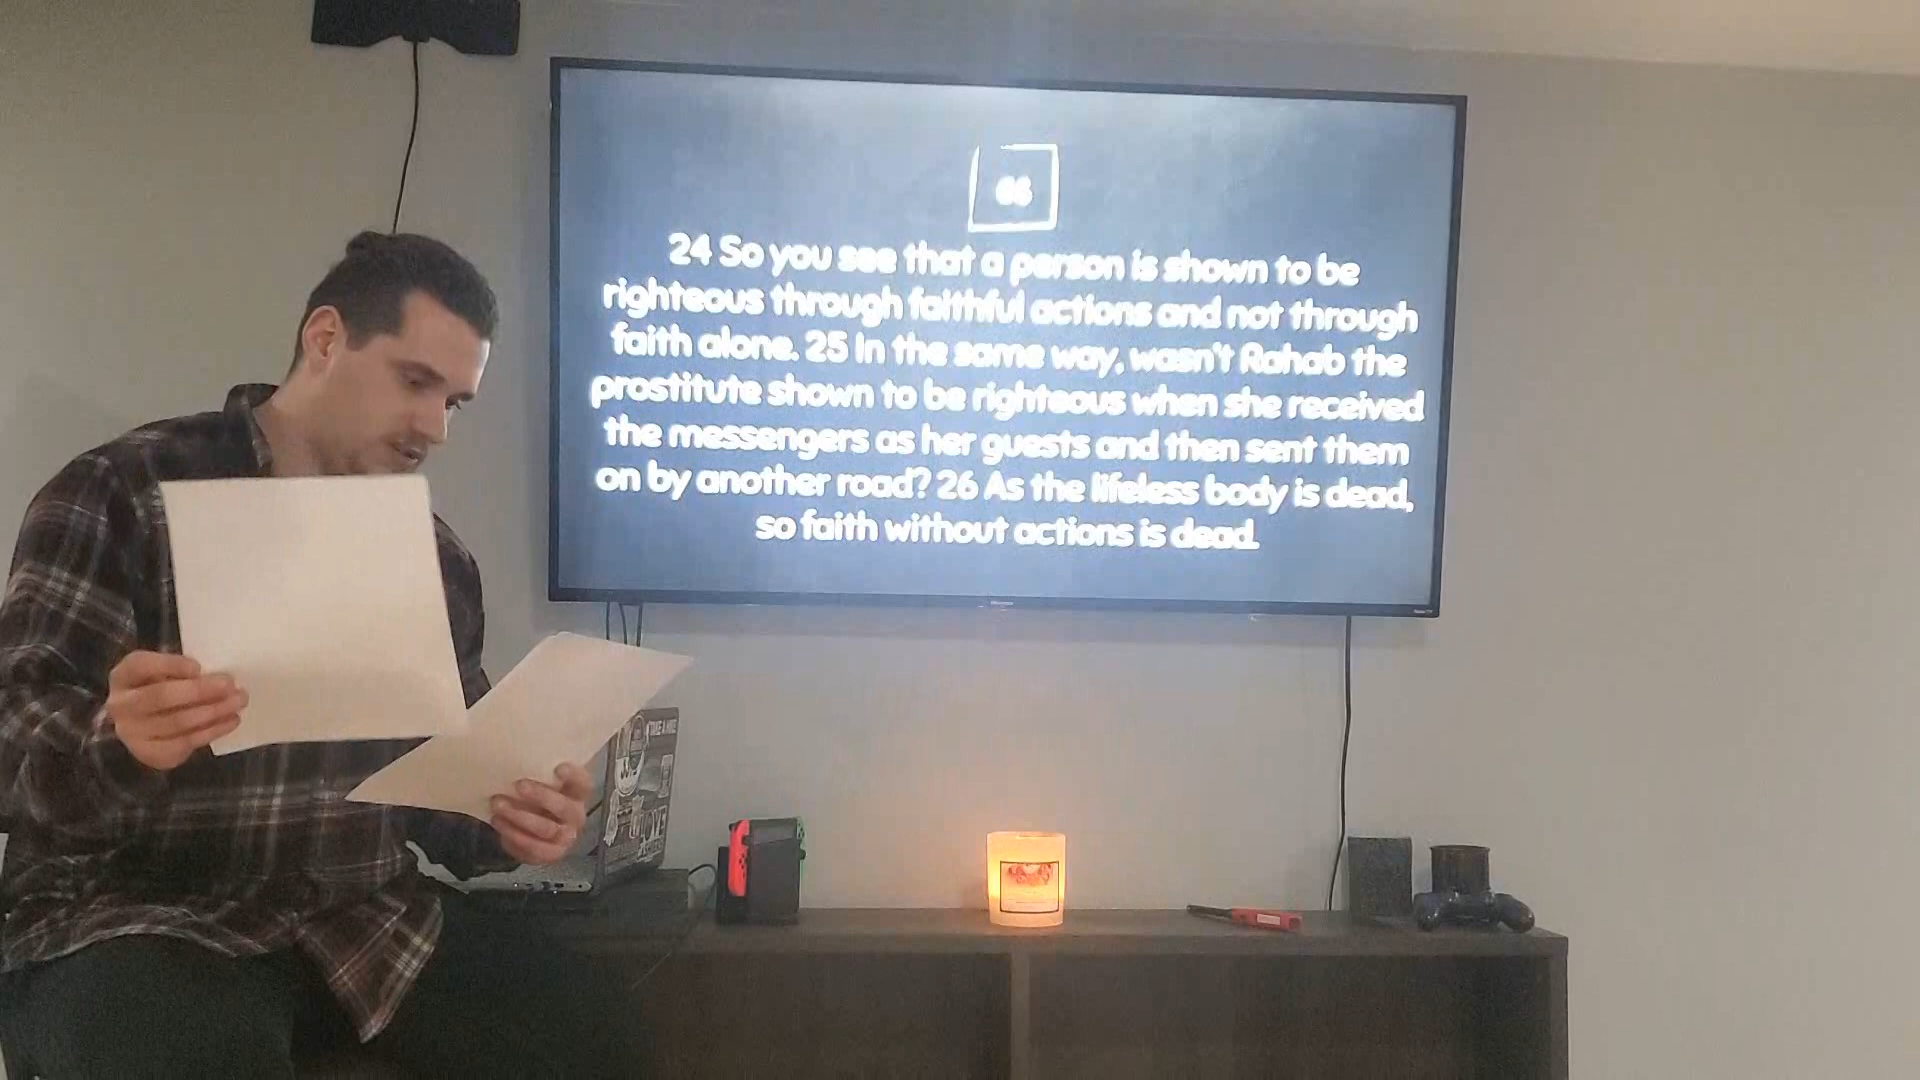 24 So you see that a person is shown to be
righteous through faithful actions and not through
faith alone. 25 In the same way, wasn't Rahab the
prostitute shown to be righteous when she received
the messengers as her guests and then sent them
on by another road? 26 As the lifeless body is dead,
so faith without actions is dead.
TAKE A HIKE
LOVE